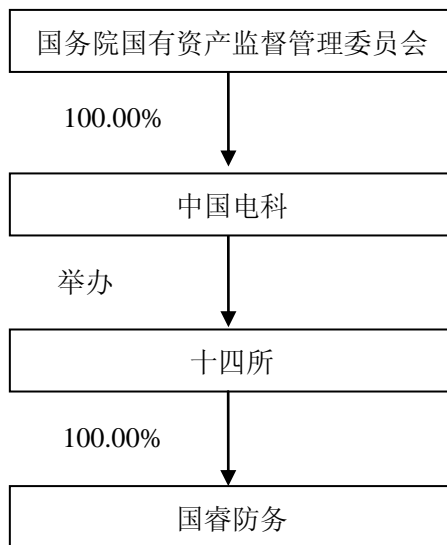 国务院国有资产监督管理委员会
100.00%
中国电科
举办
十四所
100.00%
国睿防务